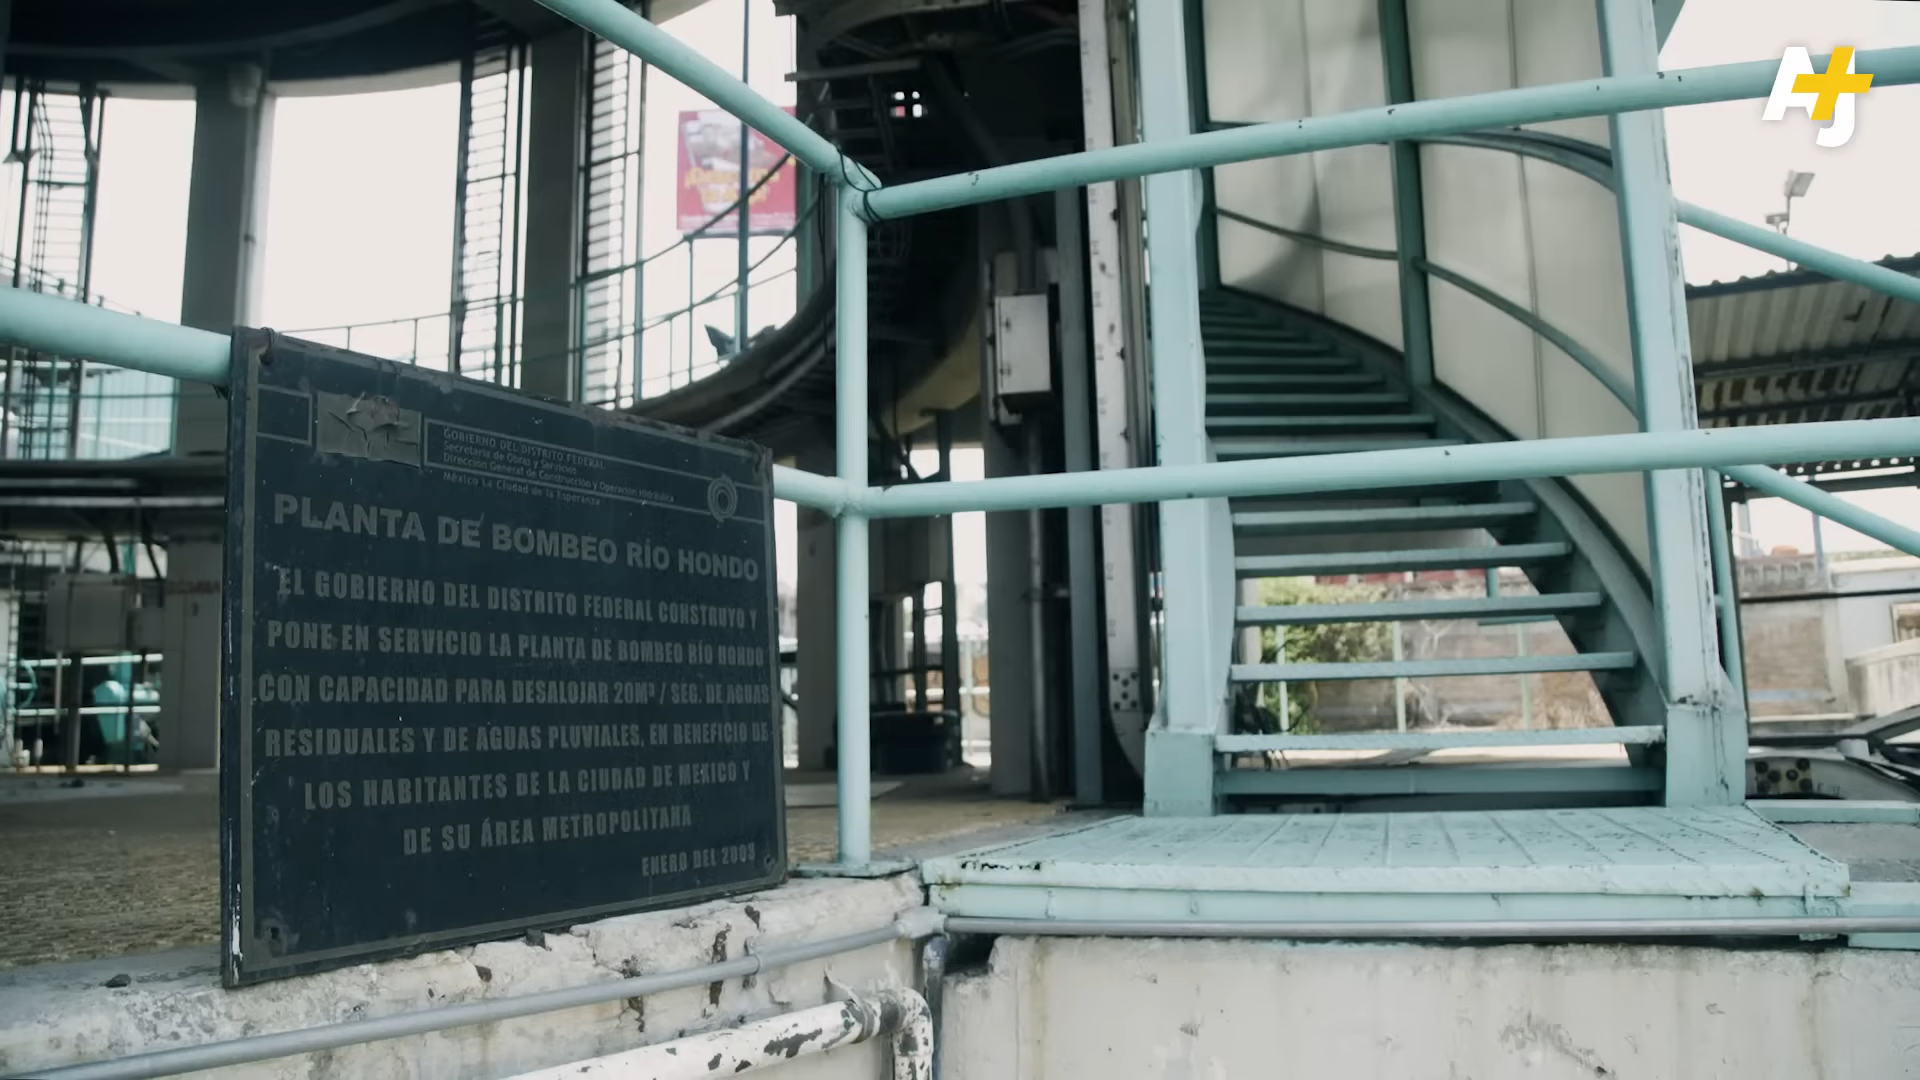 GOBIERNO DEL DISTRITO FEDERAL
Secretaría de Obras y Servicios
Dirección General de Construcción y Operación Hidráulica
México La Ciudad de la Esperanza
PLANTA DE BOMBEO RÍO HONDO
EL GOBIERNO DEL DISTRITO FEDERAL CONSTRUYO Y
PONE EN SERVICIO LA PLANTA DE BOMBEO RÍO HONDO
CON CAPACIDAD PARA DESALOJAR 20M³ / SEG. DE AGUAS
RESIDUALES Y DE AGUAS PLUVIALES, EN BENEFICIO DE
LOS HABITANTES DE LA CIUDAD DE MEXICO Y
DE SU ÁREA METROPOLITANA
ENERO DEL 2003
AJ+